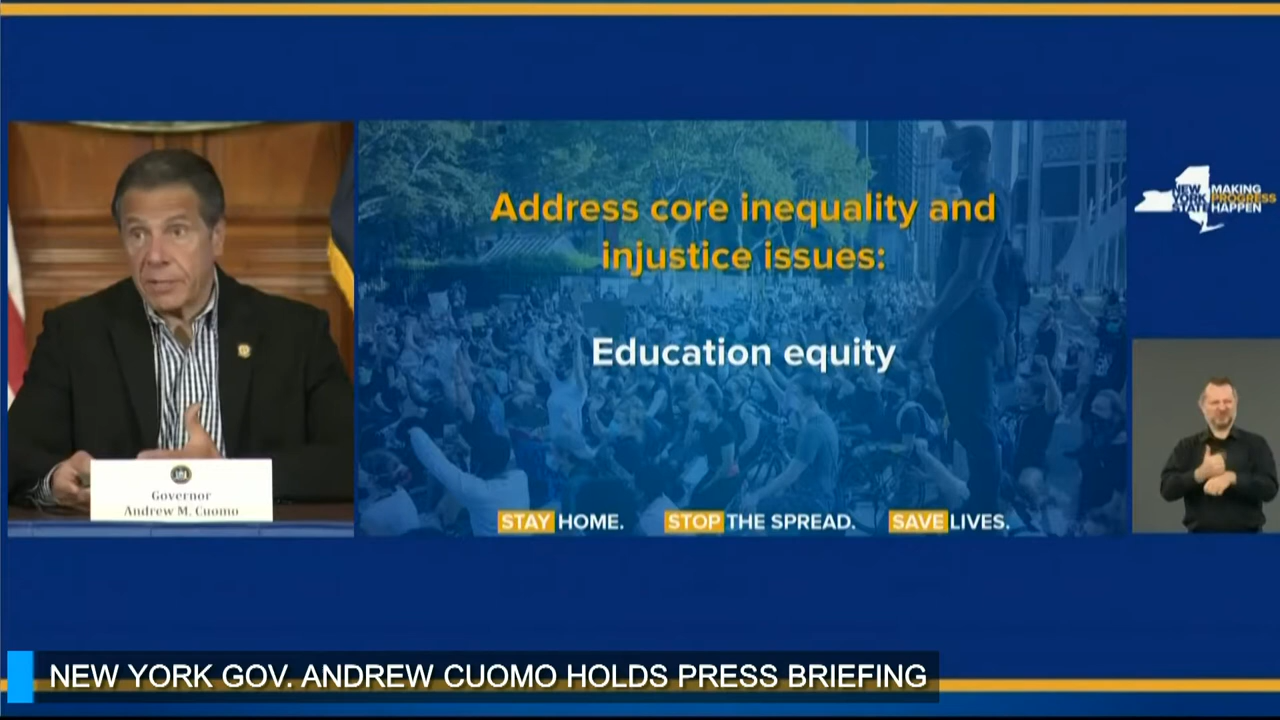 Address core inequality and
injustice issues:
Education equity
STAY HOME. STOP THE SPREAD. SAVE LIVES.
Governor
Andrew M. Cuomo
NEW
YORK
STATE
MAKING
PROGRESS
HAPPEN
NEW YORK GOV. ANDREW CUOMO HOLDS PRESS BRIEFING